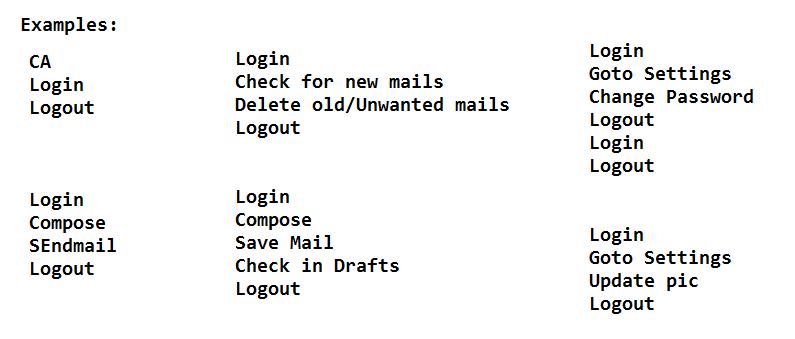 Examples:
CA
Login
Logout
Login
Check for new mails
Delete old/Unwanted mails
Logout
Login
Goto Settings
Change Password
Logout
Login
Logout
Login
Compose
SEndmail
Logout
Login
Compose
Save Mail
Check in Drafts
Logout
Login
Goto Settings
Update pic
Logout